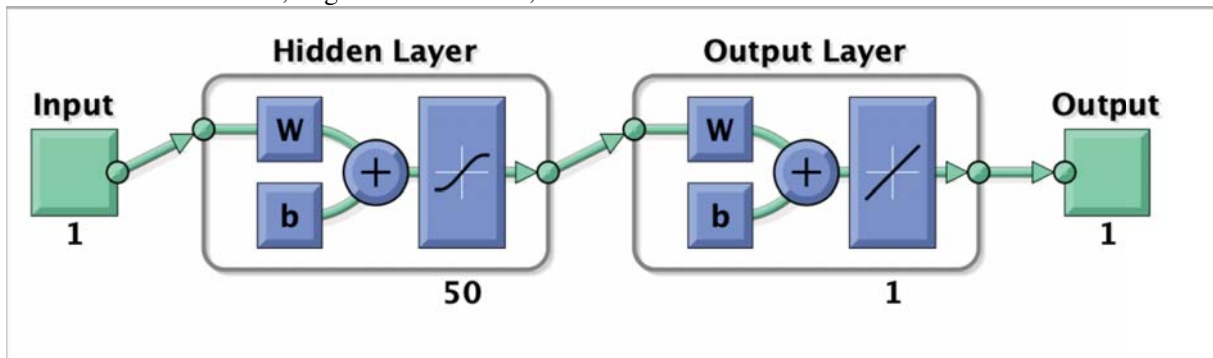 Hidden Layer
Output Layer
Input
Output
W
b
+
W
b
+
1
50
1
1